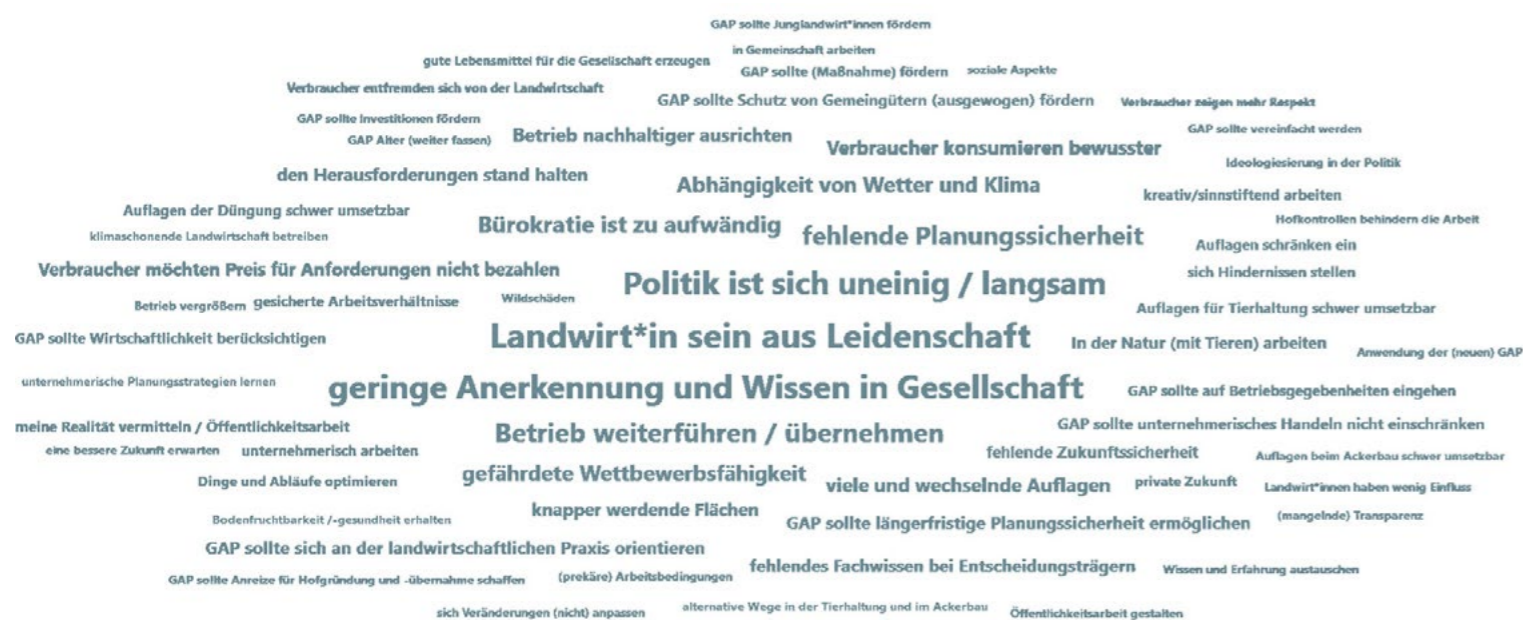 GAP sollte Junglandwirt*innen fördern
in Gemeinschaft arbeiten
gute Lebensmittel für die Gesellschaft erzeugen
GAP sollte (Maßnahme) fördern
soziale Aspekte
Verbraucher entfremden sich von der Landwirtschaft
GAP sollte Schutz von Gemeingütern (ausgewogen) fördern
Verbraucher zeigen mehr Respekt
GAP sollte Investitionen fördern
GAP Alter (weiter fassen)
Betrieb nachhaltiger ausrichten
GAP sollte vereinfacht werden
Verbraucher konsumieren bewusster
Ideologiesierung in der Politik
den Herausforderungen stand halten
Abhängigkeit von Wetter und Klima
kreativ/sinnstiftend arbeiten
Auflagen der Düngung schwer umsetzbar
Bürokratie ist zu aufwändig
Hofkontrollen behindern die Arbeit
klimaschonende Landwirtschaft betreiben
fehlende Planungssicherheit
Auflagen schränken ein
Verbraucher möchten Preis für Anforderungen nicht bezahlen
sich Hindernissen stellen
Politik ist sich uneinig / langsam
Betrieb vergrößern
gesicherte Arbeitsverhältnisse
Wildschäden
Auflagen für Tierhaltung schwer umsetzbar
GAP sollte Wirtschaftlichkeit berücksichtigen
Landwirt*in sein aus Leidenschaft
In der Natur (mit Tieren) arbeiten
Anwendung der (neuen) GAP
unternehmerische Planungsstrategien lernen
geringe Anerkennung und Wissen in Gesellschaft
GAP sollte auf Betriebsgegebenheiten eingehen
meine Realität vermitteln / Öffentlichkeitsarbeit
Betrieb weiterführen / übernehmen
GAP sollte unternehmerisches Handeln nicht einschränken
eine bessere Zukunft erwarten
unternehmerisch arbeiten
fehlende Zukunftssicherheit
Auflagen beim Ackerbau schwer umsetzbar
Dinge und Abläufe optimieren
gefährdete Wettbewerbsfähigkeit
viele und wechselnde Auflagen
private Zukunft
Landwirt*innen haben wenig Einfluss
Bodenfruchtbarkeit /-gesundheit erhalten
knapper werdende Flächen
GAP sollte längerfristige Planungssicherheit ermöglichen
(mangelnde) Transparenz
GAP sollte sich an der landwirtschaftlichen Praxis orientieren
fehlendes Fachwissen bei Entscheidungsträgern
Wissen und Erfahrung austauschen
GAP sollte Anreize für Hofgründung und -übernahme schaffen
(prekäre) Arbeitsbedingungen
sich Veränderungen (nicht) anpassen
alternative Wege in der Tierhaltung und im Ackerbau
Öffentlichkeitsarbeit gestalten